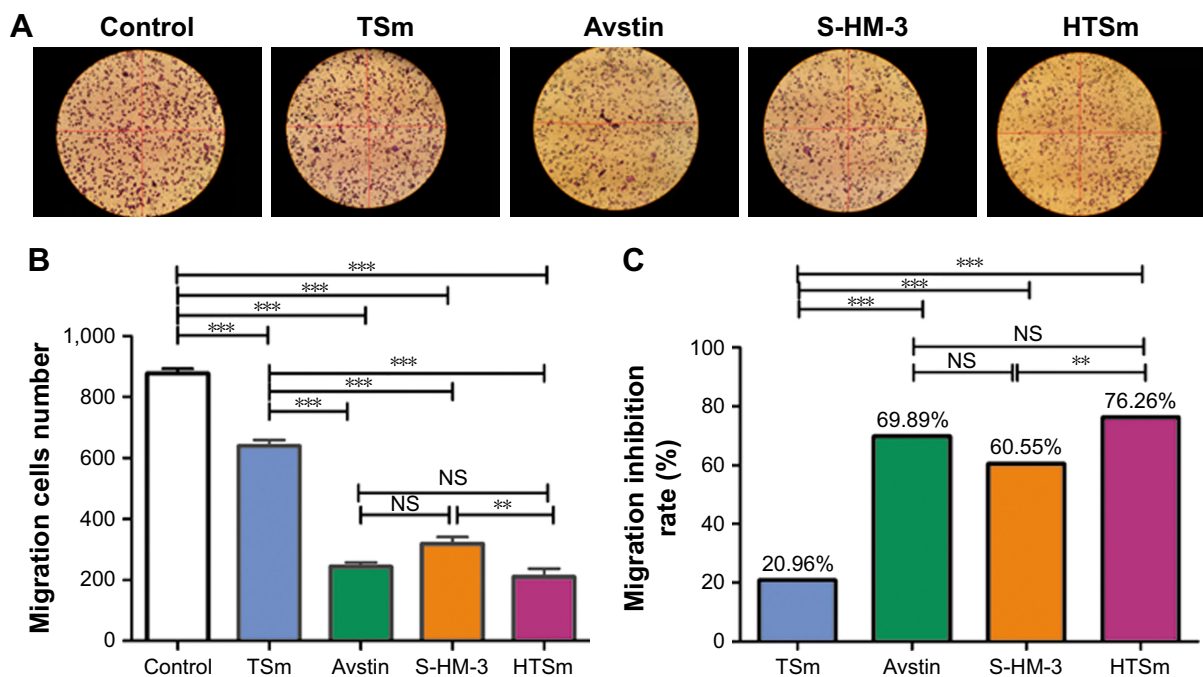 A
Control TSm Avstin S-HM-3 HTSm
B
Migration cells number
1,000
800
600
400
200
0
***
***
***
***
***
***
***
NS
NS **
Control TSm Avstin S-HM-3 HTSm
C
Migration inhibition
rate (%)
100
80
60
40
20
0
***
***
***
NS
NS **
20.96% 69.89% 60.55% 76.26%
TSm Avstin S-HM-3 HTSm